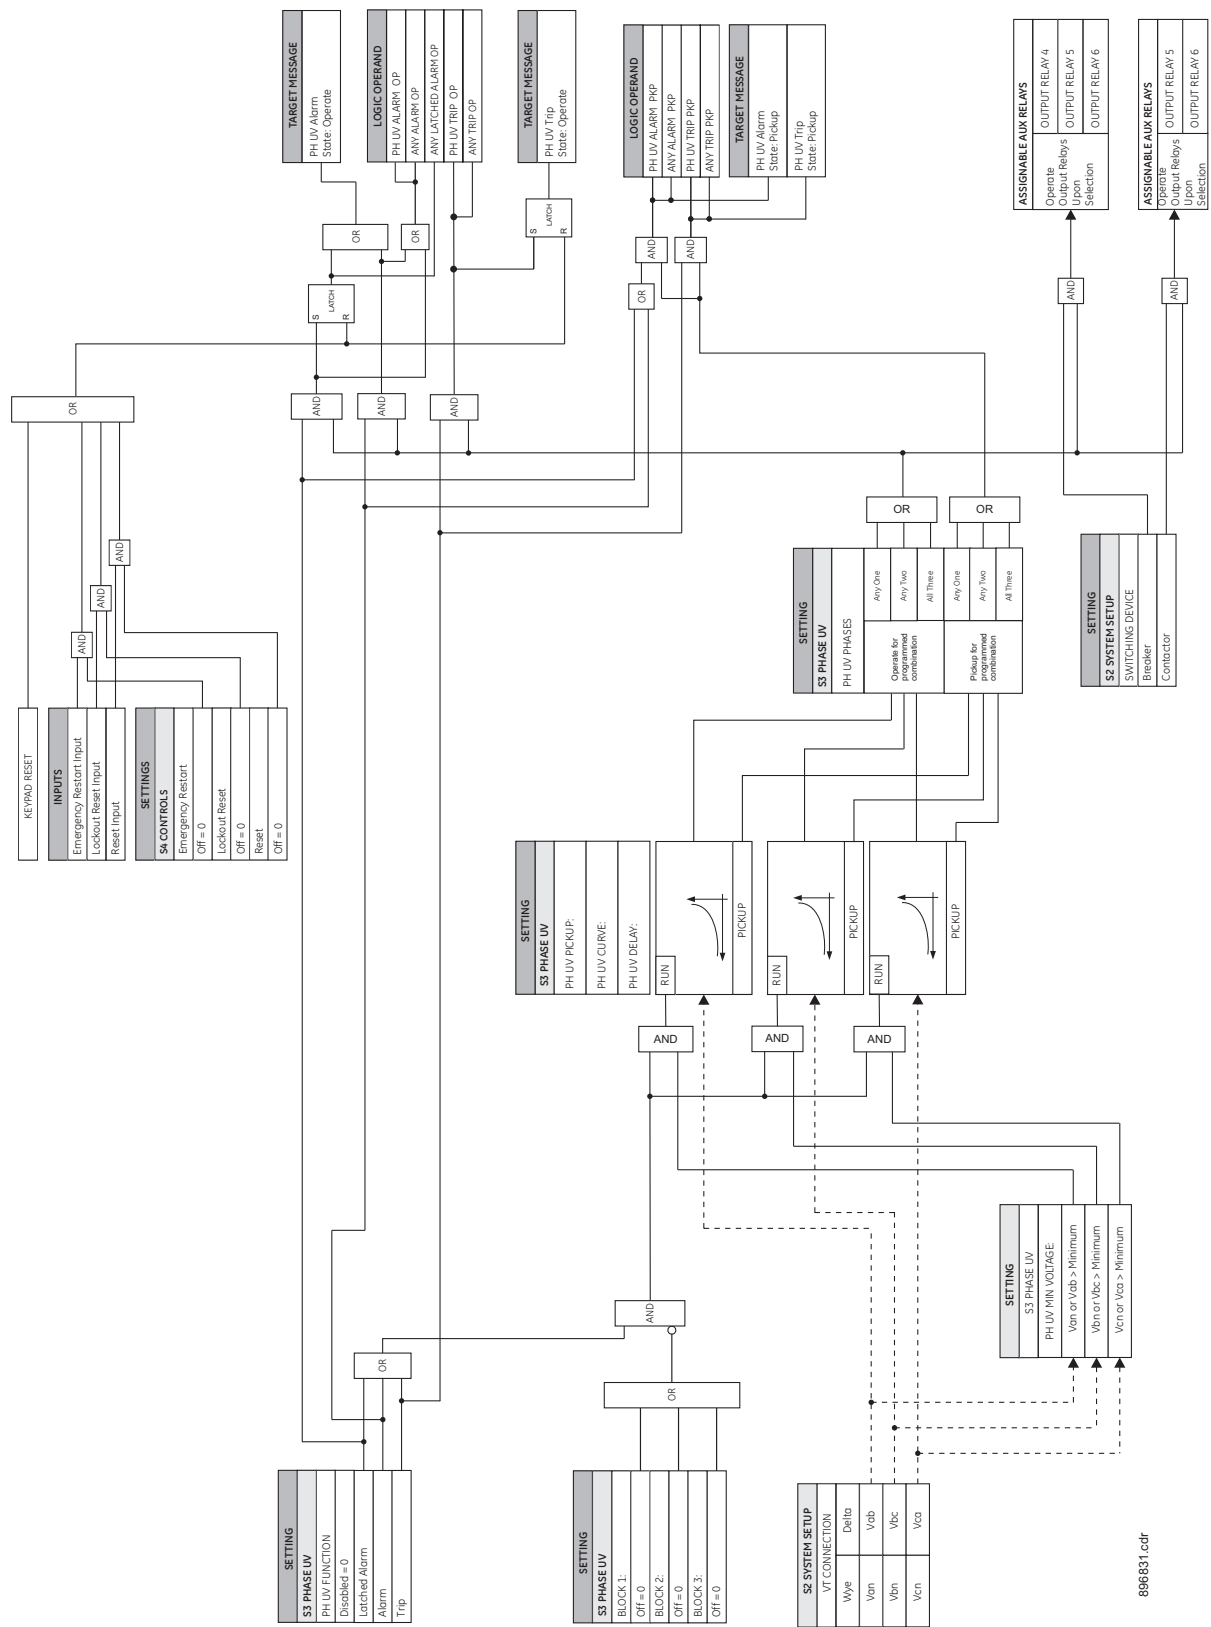 KEYPAD RESET
INPUTS
Emergency Restart Input
Lockout Reset Input
Reset Input
SETTINGS
S4 CONTROLS
Emergency Restart
Off = 0
Lockout Reset
Off = 0
Reset
Off = 0
AND
AND
AND
OR
SETTING
S3 PHASE UV
PH UV FUNCTION
Disabled = 0
Latched Alarm
Alarm
Trip
OR
AND
AND
AND
S
LATCH
R
OR
OR
TARGET MESSAGE
PH UV Alarm
State: Operate
LOGIC OPERAND
PH UV ALARM OP
ANY ALARM OP
ANY LATCHED ALARM OP
PH UV TRIP OP
ANY TRIP OP
S
LATCH
R
TARGET MESSAGE
PH UV Trip
State: Operate
SETTING
S3 PHASE UV
BLOCK 1:
Off = 0
BLOCK 2:
Off = 0
BLOCK 3:
Off = 0
OR
AND
SETTING
S3 PHASE UV
PH UV PICKUP:
PH UV CURVE:
PH UV DELAY:
AND
RUN
PICKUP
AND
RUN
PICKUP
AND
RUN
PICKUP
OR
AND
AND
LOGIC OPERAND
PH UV ALARM PKP
ANY ALARM PKP
PH UV TRIP PKP
ANY TRIP PKP
TARGET MESSAGE
PH UV Alarm
State: Pickup
PH UV Trip
State: Pickup
S2 SYSTEM SETUP
VT CONNECTION
Wye
Delta
Van
Vab
Vbn
Vbc
Vcn
Vca
SETTING
S3 PHASE UV
PH UV MIN VOLTAGE:
Van or Vab > Minimum
Vbn or Vbc > Minimum
Vcn or Vca > Minimum
SETTING
S3 PHASE UV
PH UV PHASES
Operate for
programmed
combination
Any One
Any Two
All Three
Pickup for
programmed
combination
Any One
Any Two
All Three
OR
OR
SETTING
S2 SYSTEM SETUP
SWITCHING DEVICE
Breaker
Contactor
AND
AND
ASSIGNABLE AUX RELAYS
Operate
Output Relays
Upon
Selection
OUTPUT RELAY 4
OUTPUT RELAY 5
OUTPUT RELAY 6
ASSIGNABLE AUX RELAYS
Operate
Output Relays
Upon
Selection
OUTPUT RELAY 5
OUTPUT RELAY 6
896831.cdr